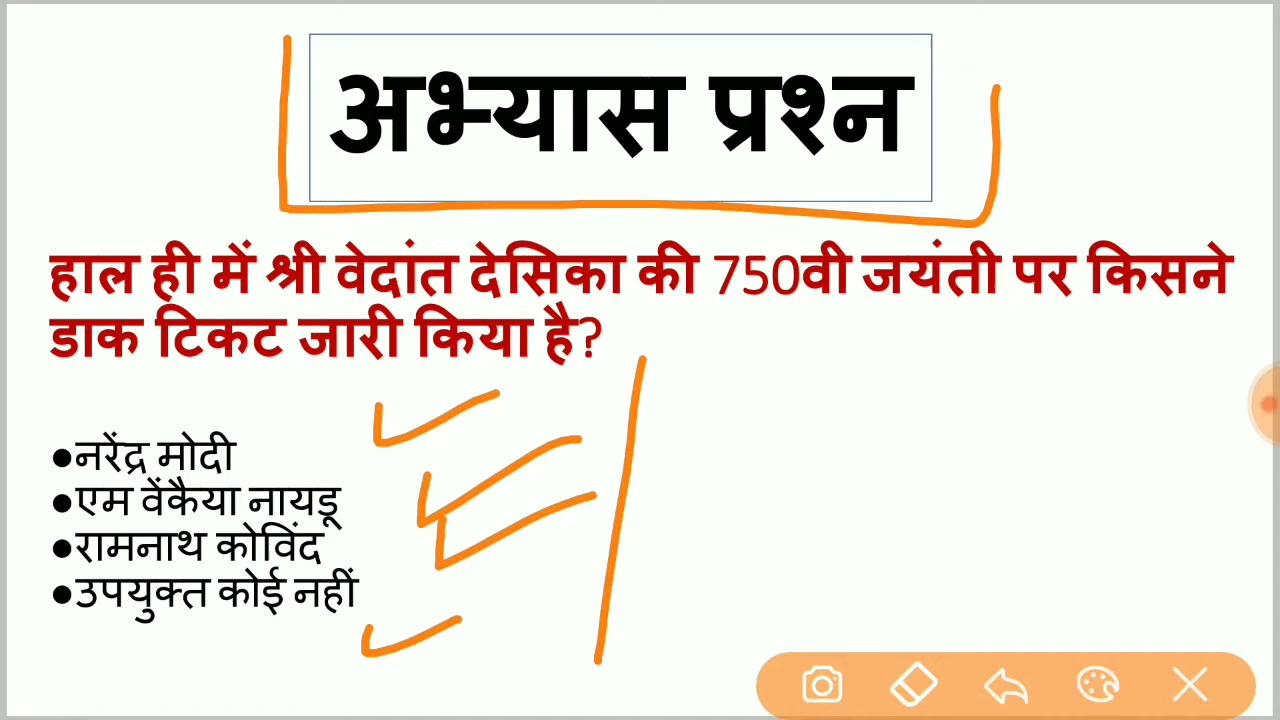 अभ्यास प्रश्न
हाल ही में श्री वेदांत देसिका की 750वी जयंती पर किसने
डाक टिकट जारी किया है?
●नरेंद्र मोदी
●एम वेंकैया नायडू
●रामनाथ कोविंद
●उपयुक्त कोई नहीं